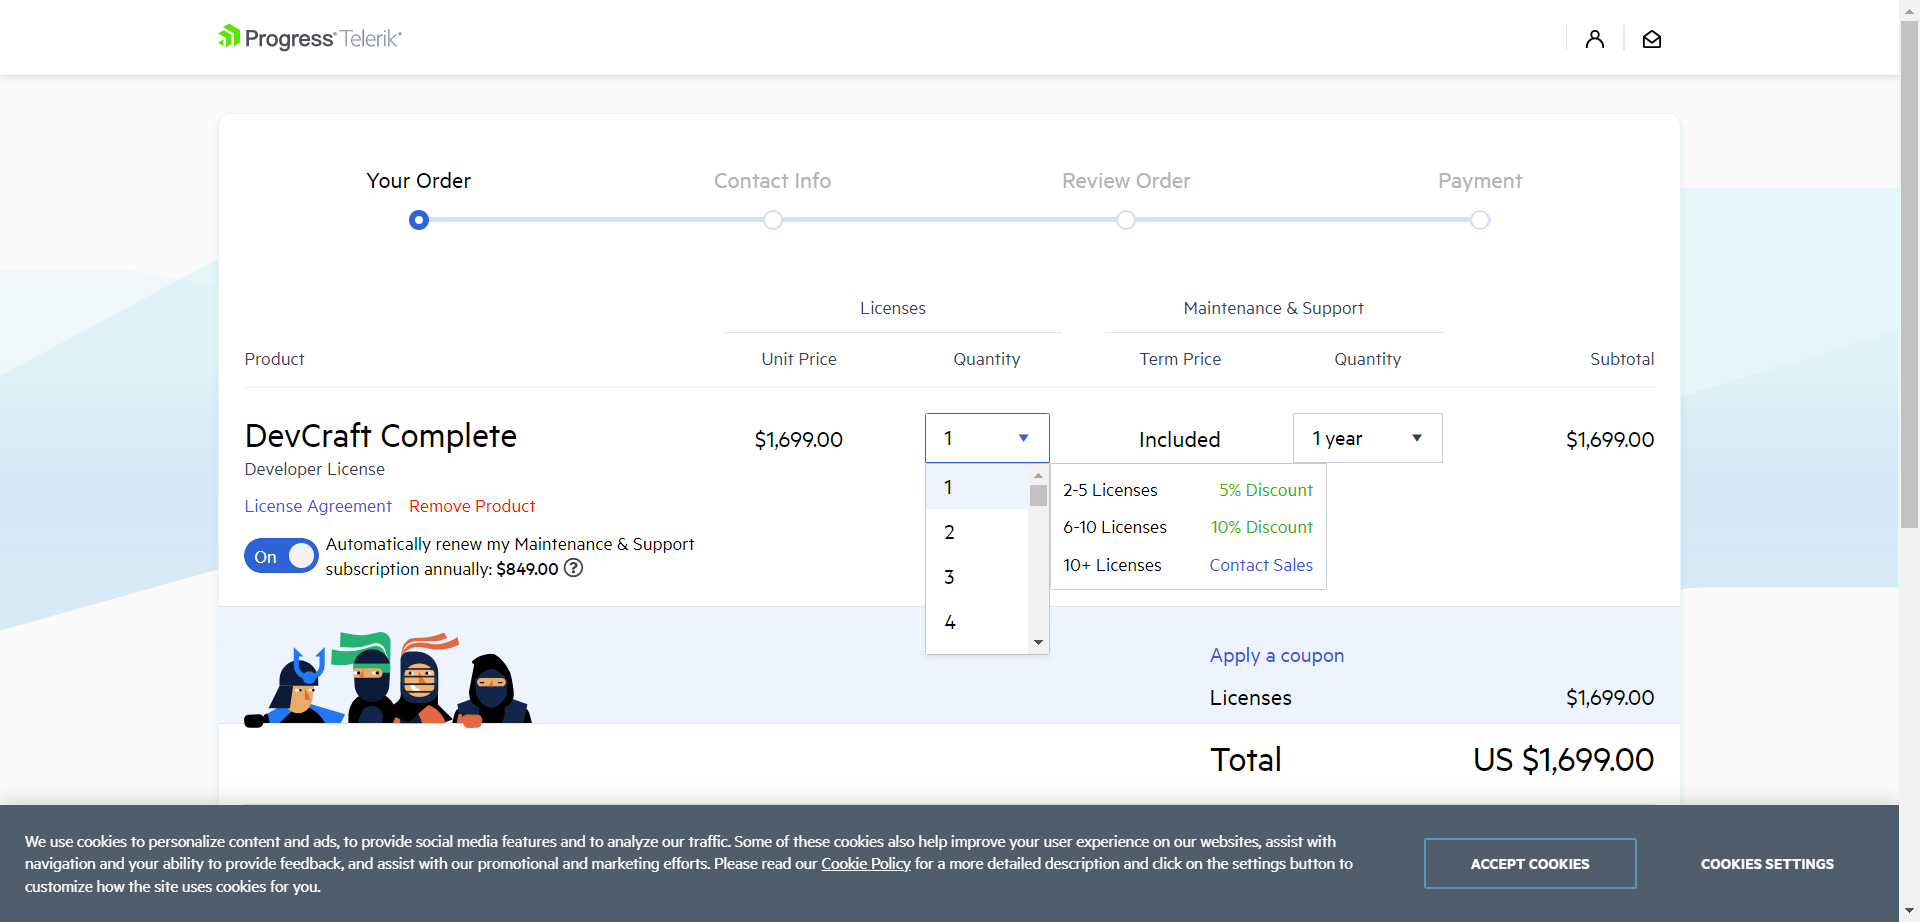 Progress Telerik
Your Order
Contact Info
Review Order
Payment
Licenses
Maintenance & Support
Product
Unit Price
Quantity
Term Price
Quantity
Subtotal
DevCraft Complete
Developer License
License Agreement
Remove Product
On
Automatically renew my Maintenance & Support
subscription annually: $849.00 ?
$1,699.00
1
Included
1 year
$1,699.00
1
2
3
4
2-5 Licenses 5% Discount
6-10 Licenses 10% Discount
10+ Licenses Contact Sales
Apply a coupon
Licenses $1,699.00
Total US $1,699.00
We use cookies to personalize content and ads, to provide social media features and to analyze our traffic. Some of these cookies also help improve your user experience on our websites, assist with
navigation and your ability to provide feedback, and assist with our promotional and marketing efforts. Please read our Cookie Policy for a more detailed description and click on the settings button to
customize how the site uses cookies for you.
ACCEPT COOKIES
COOKIES SETTINGS